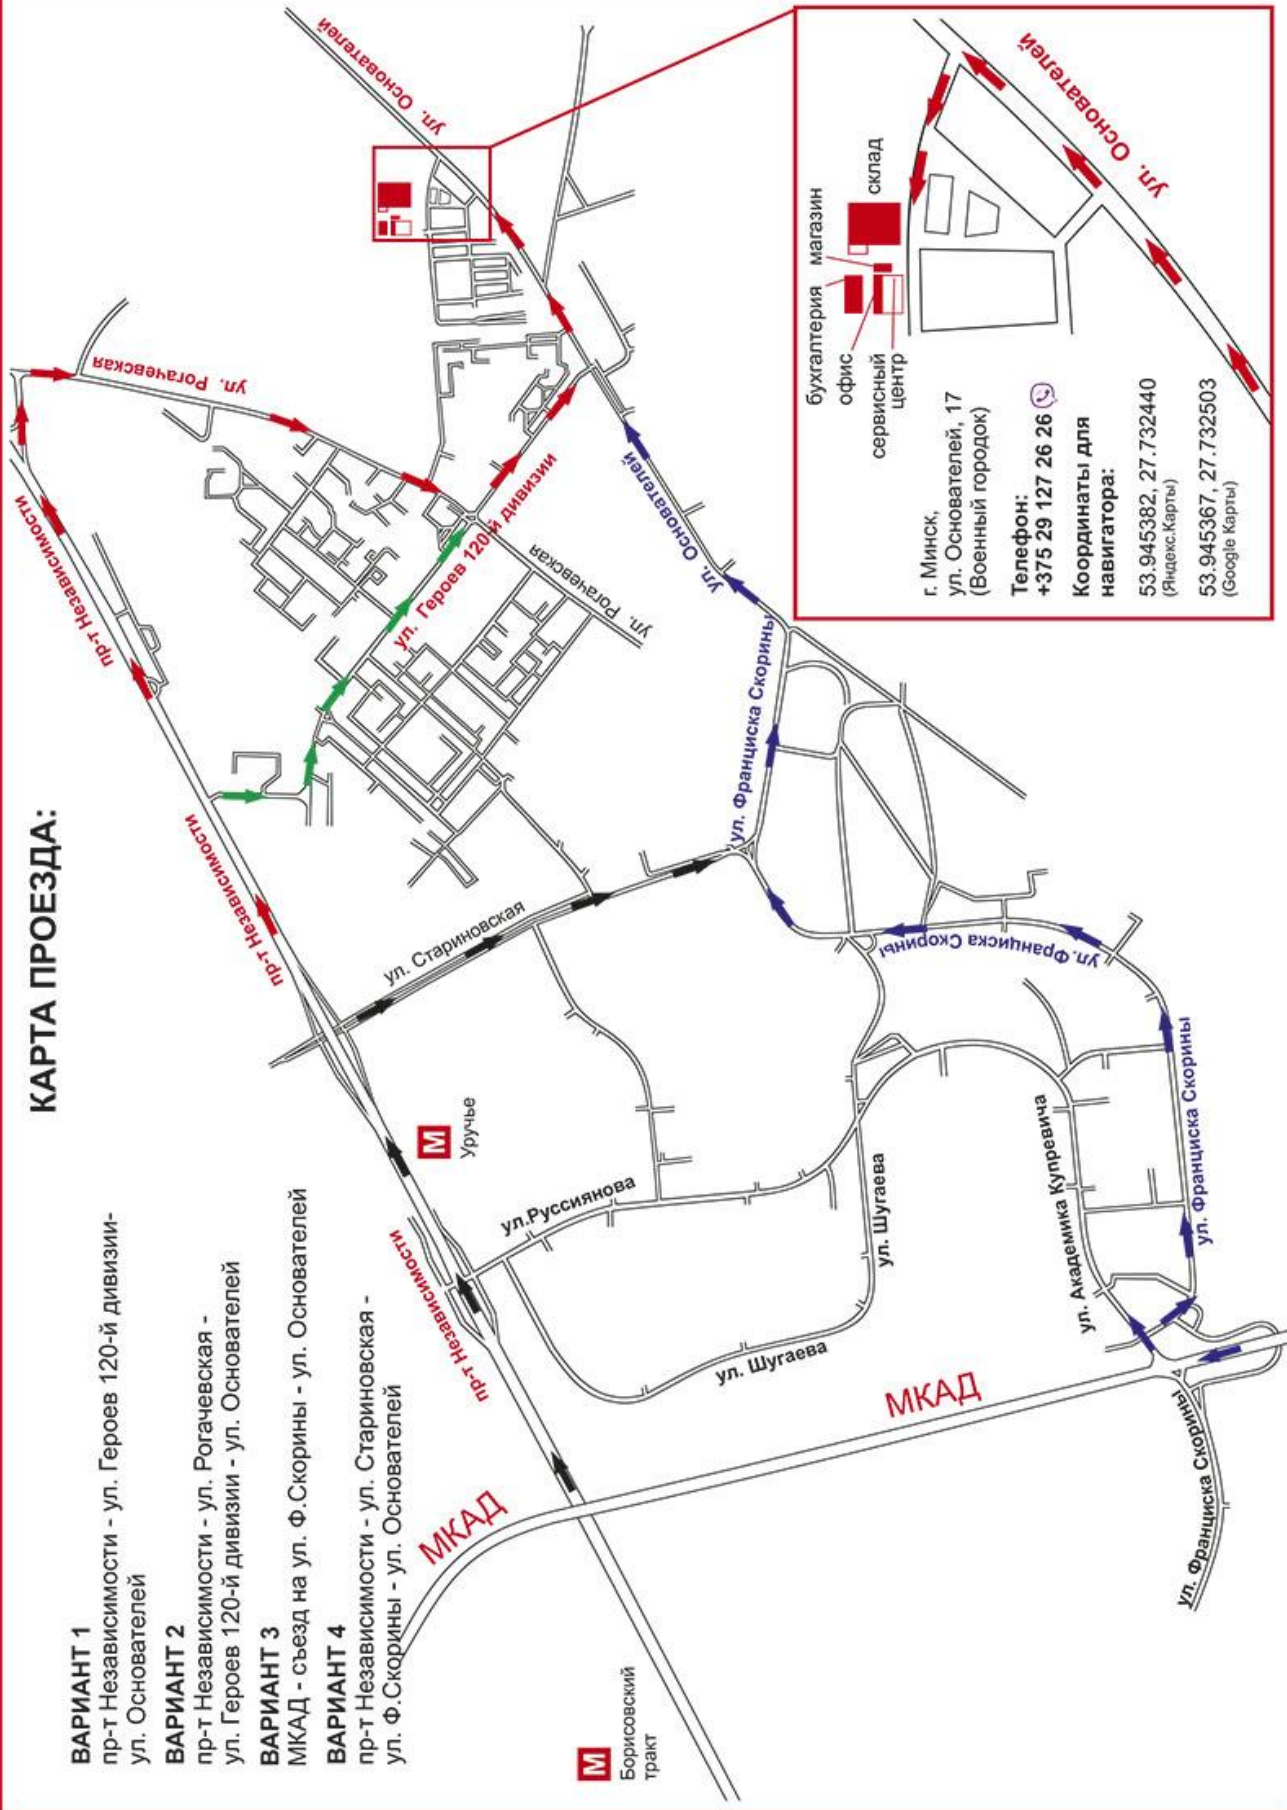 КАРТА ПРОЕЗДА:
ВАРИАНТ 1
пр-т Независимости - ул. Героев 120-й дивизии-
ул. Основателей
ВАРИАНТ 2
пр-т Независимости - ул. Рогачевская -
ул. Героев 120-й дивизии - ул. Основателей
ВАРИАНТ 3
МКАД - съезд на ул. Ф.Скорины - ул. Основателей
ВАРИАНТ 4
пр-т Независимости - ул. Стариновская -
ул. Ф.Скорины - ул. Основателей
М
Борисовский
тракт
МКАД
МКАД
пр-т Независимости
М
Уручье
пр-т Независимости
пр-т Независимости
ул. Рогачевская
ул. Основателей
ул. Героев 120-й дивизии
ул. Рогачевская
ул. Стариновская
ул.Руссиянова
ул. Шугаева
ул. Шугаева
ул. Академика Купревича
ул. Франциска Скорины
ул. Франциска Скорины
ул.Франциска Скорины
ул. Франциска Скорины
ул. Основателей
бухгалтерия
магазин
офис
склад
сервисный
центр
ул. Основателей
г. Минск,
ул. Основателей, 17
(Военный городок)
Телефон:
+375 29 127 26 26
Координаты для
навигатора:
53.945382, 27.732440
(Яндекс.Карты)
53.945367, 27.732503
(Google Карты)